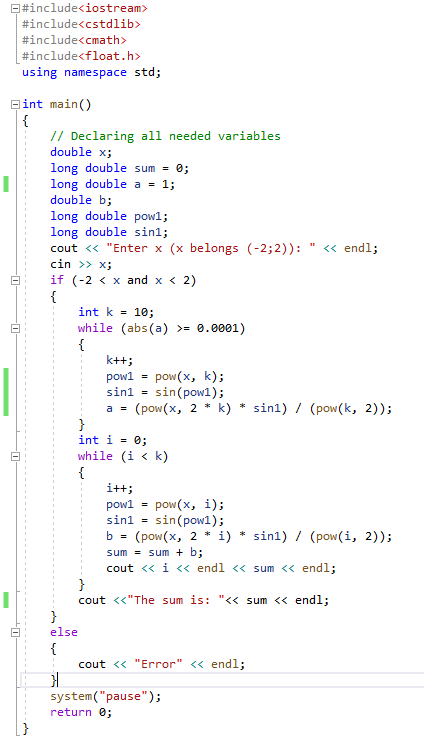 #include<iostream>
#include<cstdlib>
#include<cmath>
#include<float.h>
using namespace std;
int main()
{
// Declaring all needed variables
double x;
long double sum = 0;
long double a = 1;
double b;
long double pow1;
long double sin1;
cout << "Enter x (x belongs (-2;2)): " << endl;
cin >> x;
if (-2 < x and x < 2)
{
int k = 10;
while (abs(a) >= 0.0001)
{
k++;
pow1 = pow(x, k);
sin1 = sin(pow1);
a = (pow(x, 2 * k) * sin1) / (pow(k, 2));
}
int i = 0;
while (i < k)
{
i++;
pow1 = pow(x, i);
sin1 = sin(pow1);
b = (pow(x, 2 * i) * sin1) / (pow(i, 2));
sum = sum + b;
cout << i << endl << sum << endl;
}
cout <<"The sum is: "<< sum << endl;
}
else
{
cout << "Error" << endl;
}
system("pause");
return 0;
}